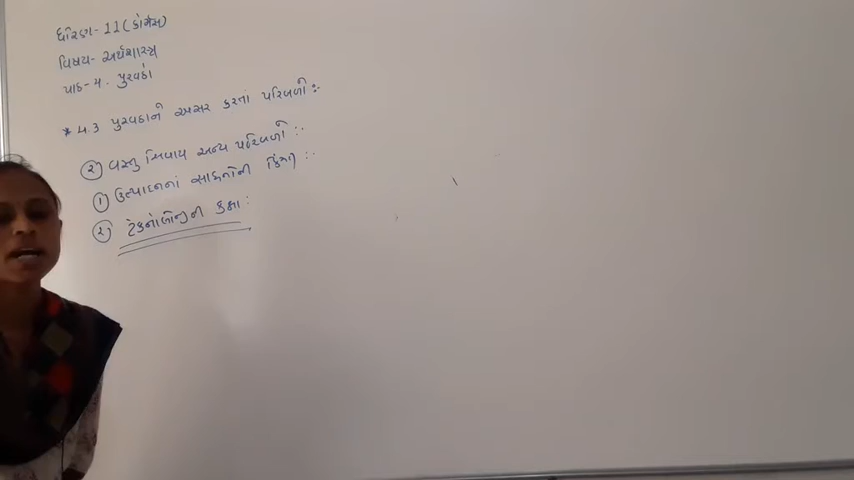 ધોરણ-11 (કોમર્સ)
વિષય- અર્થશાસ્ત્ર
પાઠ-4. પુરવઠો
* 4.3 પુરવઠાને અસર કરતા પરિબળો :-
(૨) વસ્તુ સિવાય અન્ય પરિબળો :-
(1) ઉત્પાદનના સાધનોની કિંમત :-
(૨) ટેકનોલોજીની કક્ષા :